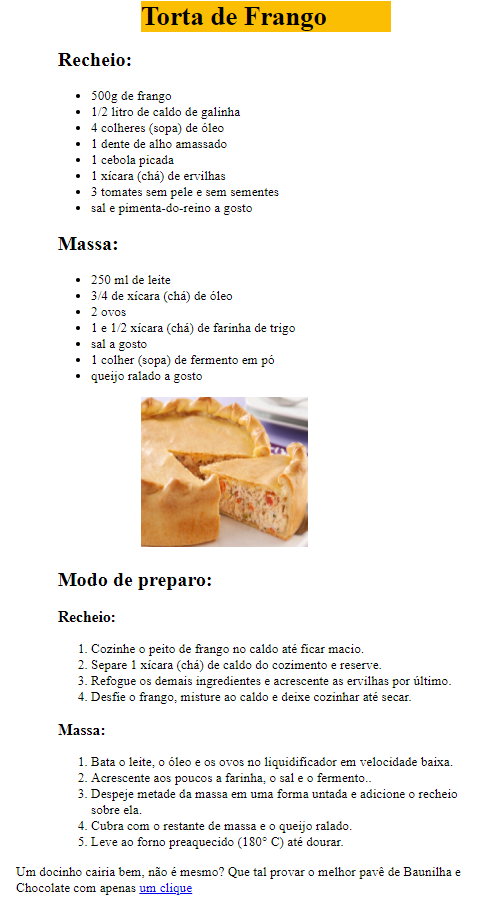 Torta de Frango
Recheio:
500g de frango
1/2 litro de caldo de galinha
4 colheres (sopa) de óleo
1 dente de alho amassado
1 cebola picada
1 xícara (chá) de ervilhas
3 tomates sem pele e sem sementes
sal e pimenta-do-reino a gosto
Massa:
250 ml de leite
3/4 de xícara (chá) de óleo
2 ovos
1 e 1/2 xícara (chá) de farinha de trigo
sal a gosto
1 colher (sopa) de fermento em pó
queijo ralado a gosto
Modo de preparo:
Recheio:
1. Cozinhe o peito de frango no caldo até ficar macio.
2. Separe 1 xícara (chá) de caldo do cozimento e reserve.
3. Refogue os demais ingredientes e acrescente as ervilhas por último.
4. Desfie o frango, misture ao caldo e deixe cozinhar até secar.
Massa:
1. Bata o leite, o óleo e os ovos no liquidificador em velocidade baixa.
2. Acrescente aos poucos a farinha, o sal e o fermento..
3. Despeje metade da massa em uma forma untada e adicione o recheio
sobre ela.
4. Cubra com o restante de massa e o queijo ralado.
5. Leve ao forno preaquecido (180° C) até dourar.
Um docinho cairia bem, não é mesmo? Que tal provar o melhor pavê de Baunilha e
Chocolate com apenas um clique